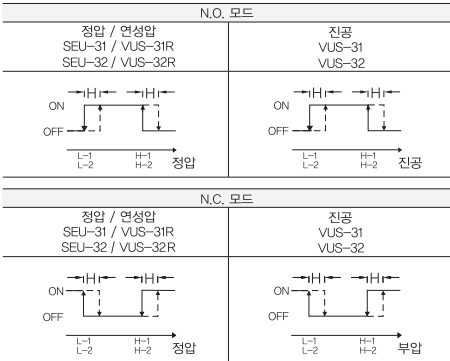 N.O. 모드
정압 / 연성압
SEU-31 / VUS-31R
SEU-32 / VUS-32R
진공
VUS-31
VUS-32
H H
ON
OFF
L-1 H-1
L-2 H-2 정압
H H
ON
OFF
L-1 H-1
L-2 H-2 진공
N.C. 모드
정압 / 연성압
SEU-31 / VUS-31R
SEU-32 / VUS-32R
진공
VUS-31
VUS-32
H H
ON
OFF
L-1 H-1
L-2 H-2 정압
H H
ON
OFF
L-1 H-1
L-2 H-2 부압